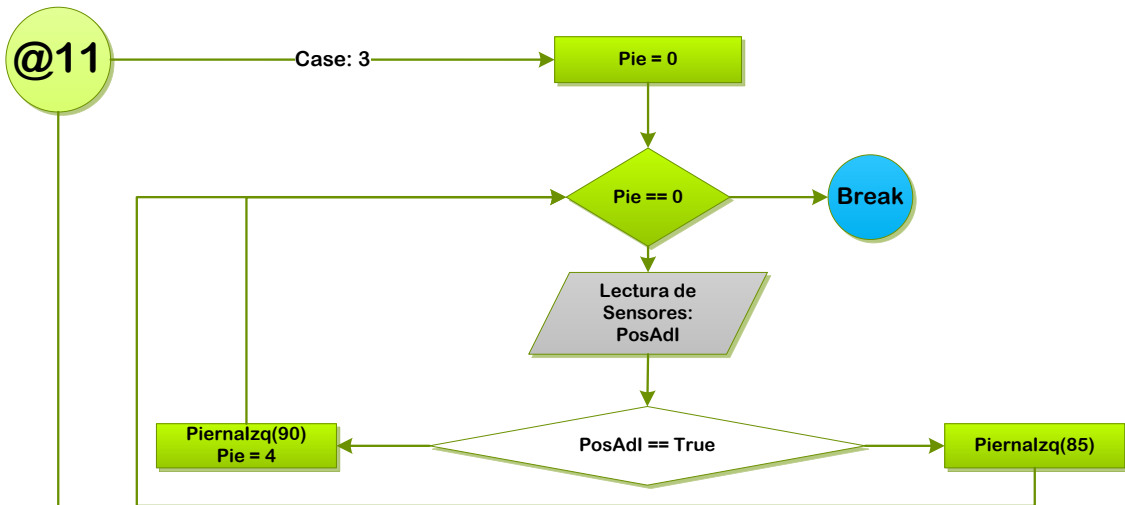 @11
Case: 3
Pie = 0
Pie == 0
Break
Lectura de
Sensores:
PosAdI
PiernaIzq(90)
Pie = 4
PosAdI == True
PiernaIzq(85)